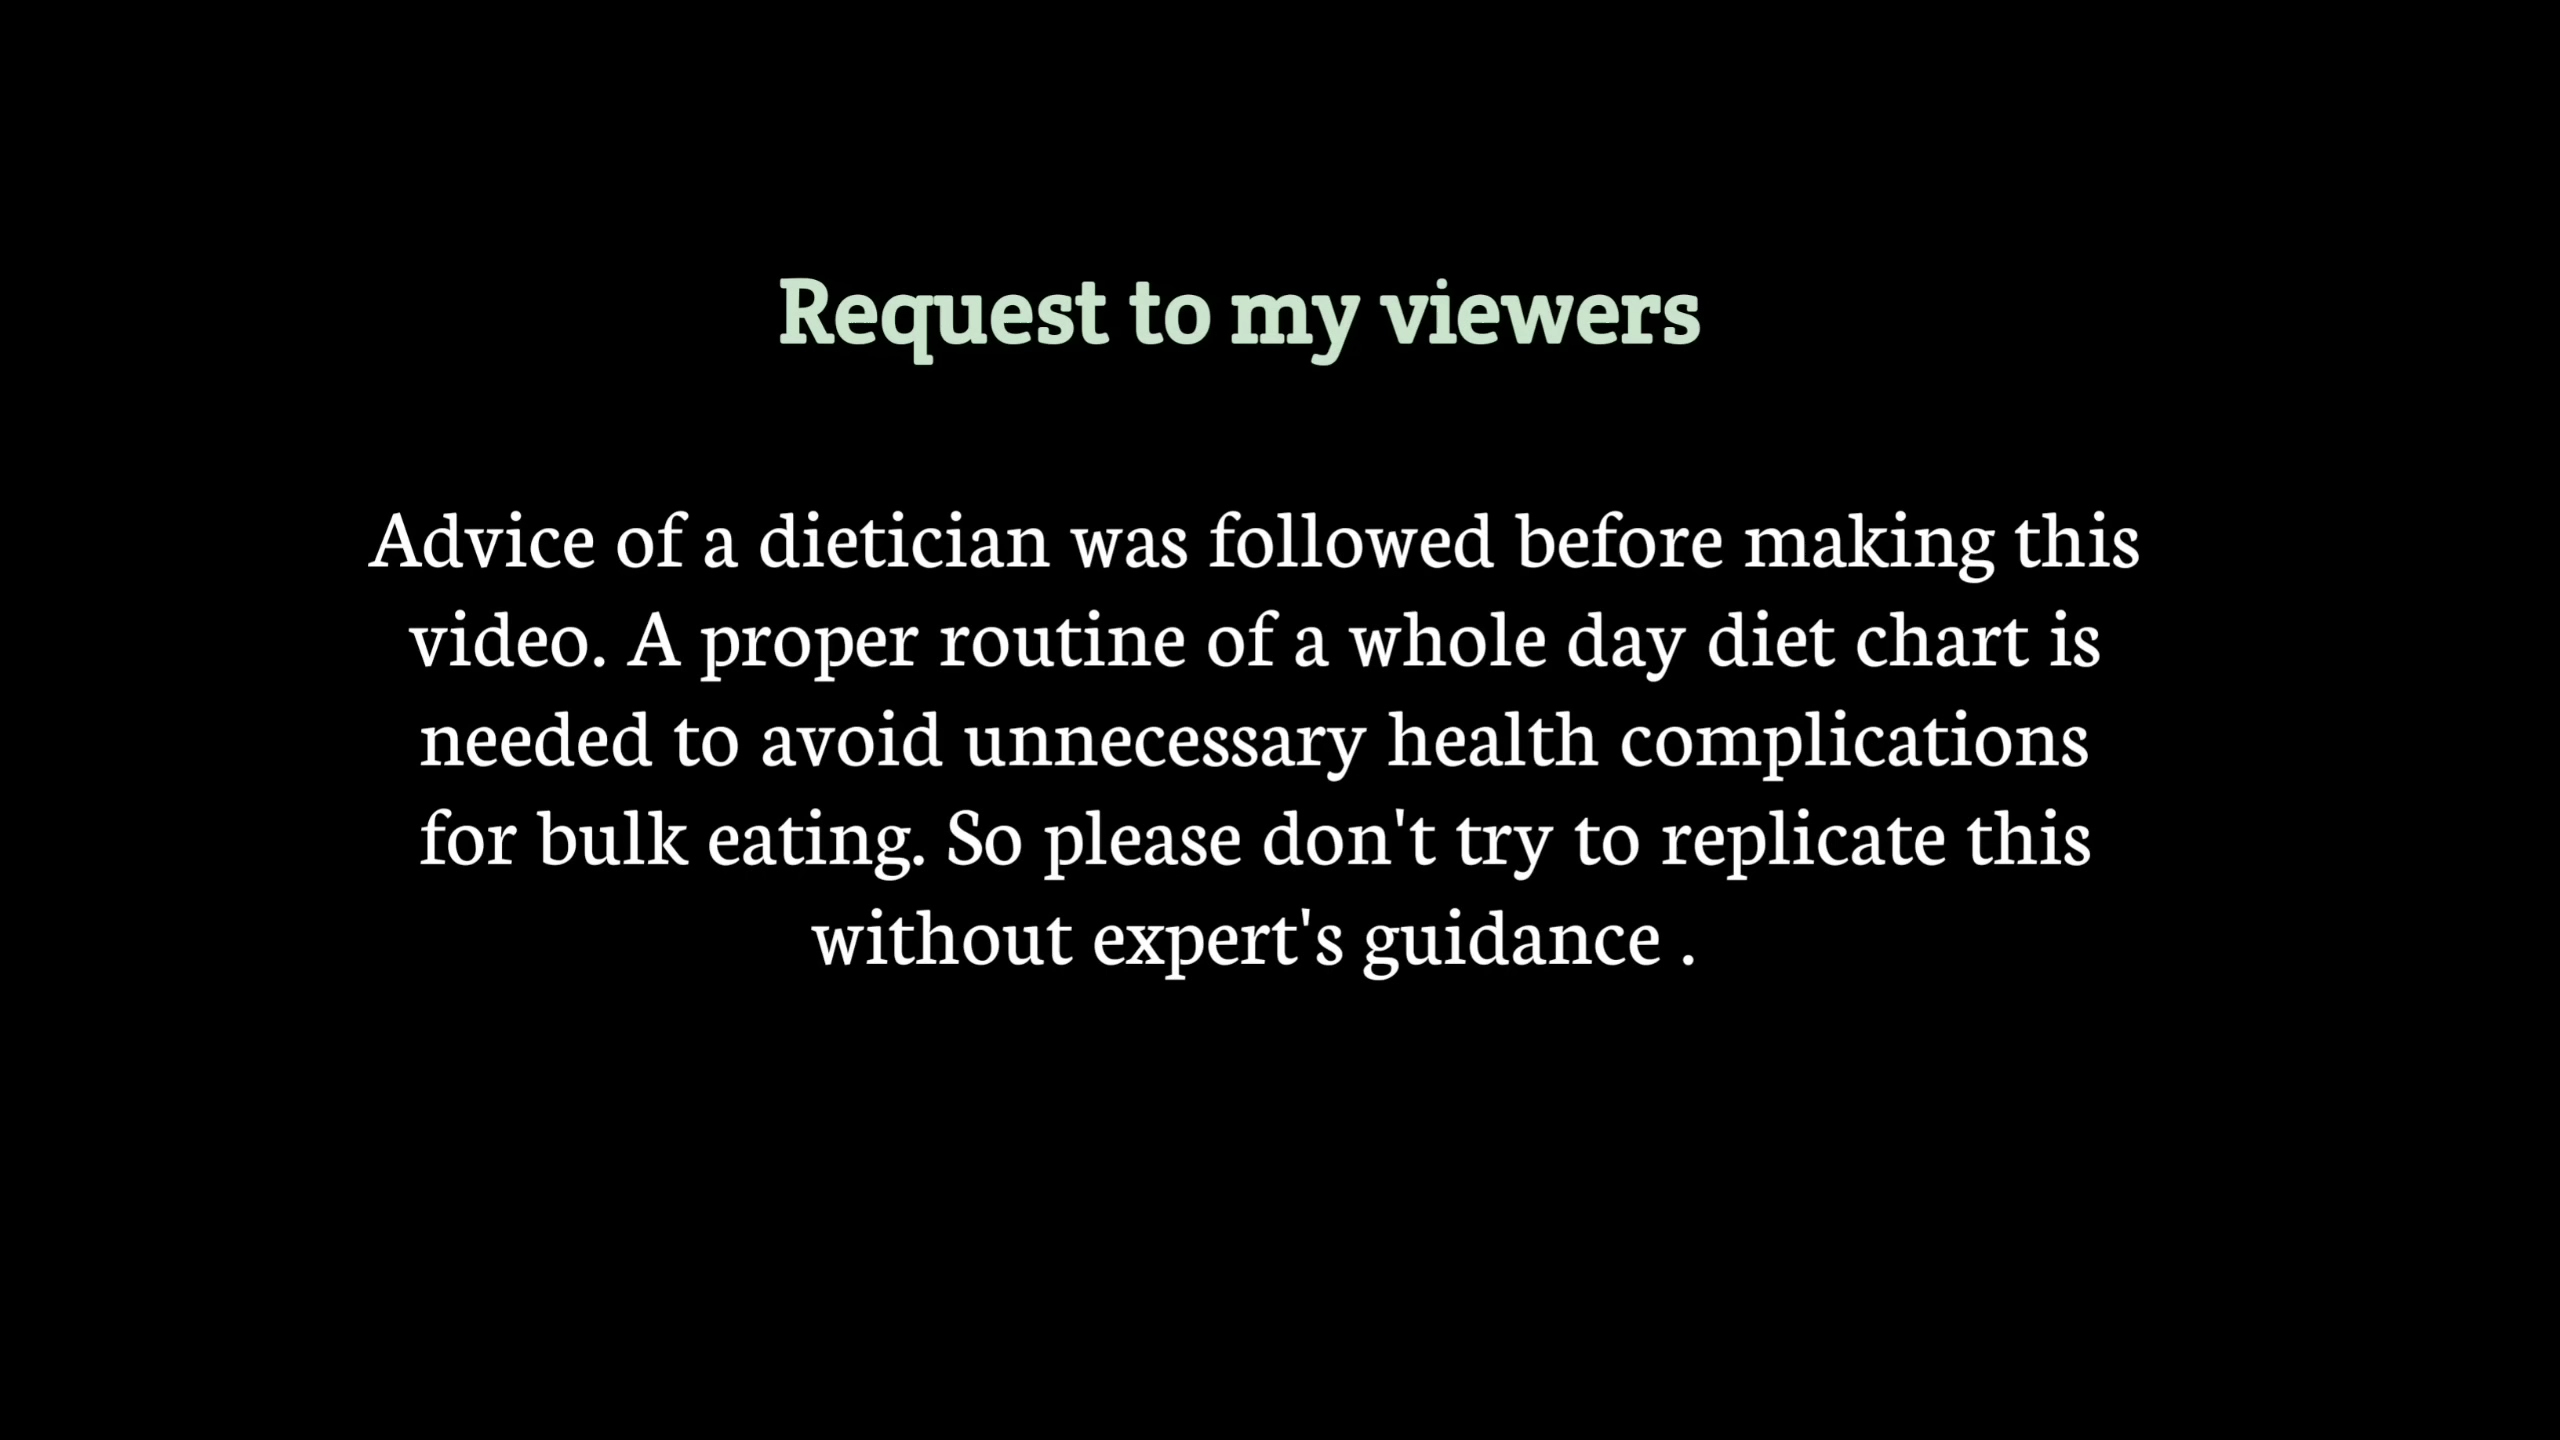 Request to my viewers
Advice of a dietician was followed before making this
video. A proper routine of a whole day diet chart is
needed to avoid unnecessary health complications
for bulk eating. So please don't try to replicate this
without expert's guidance .